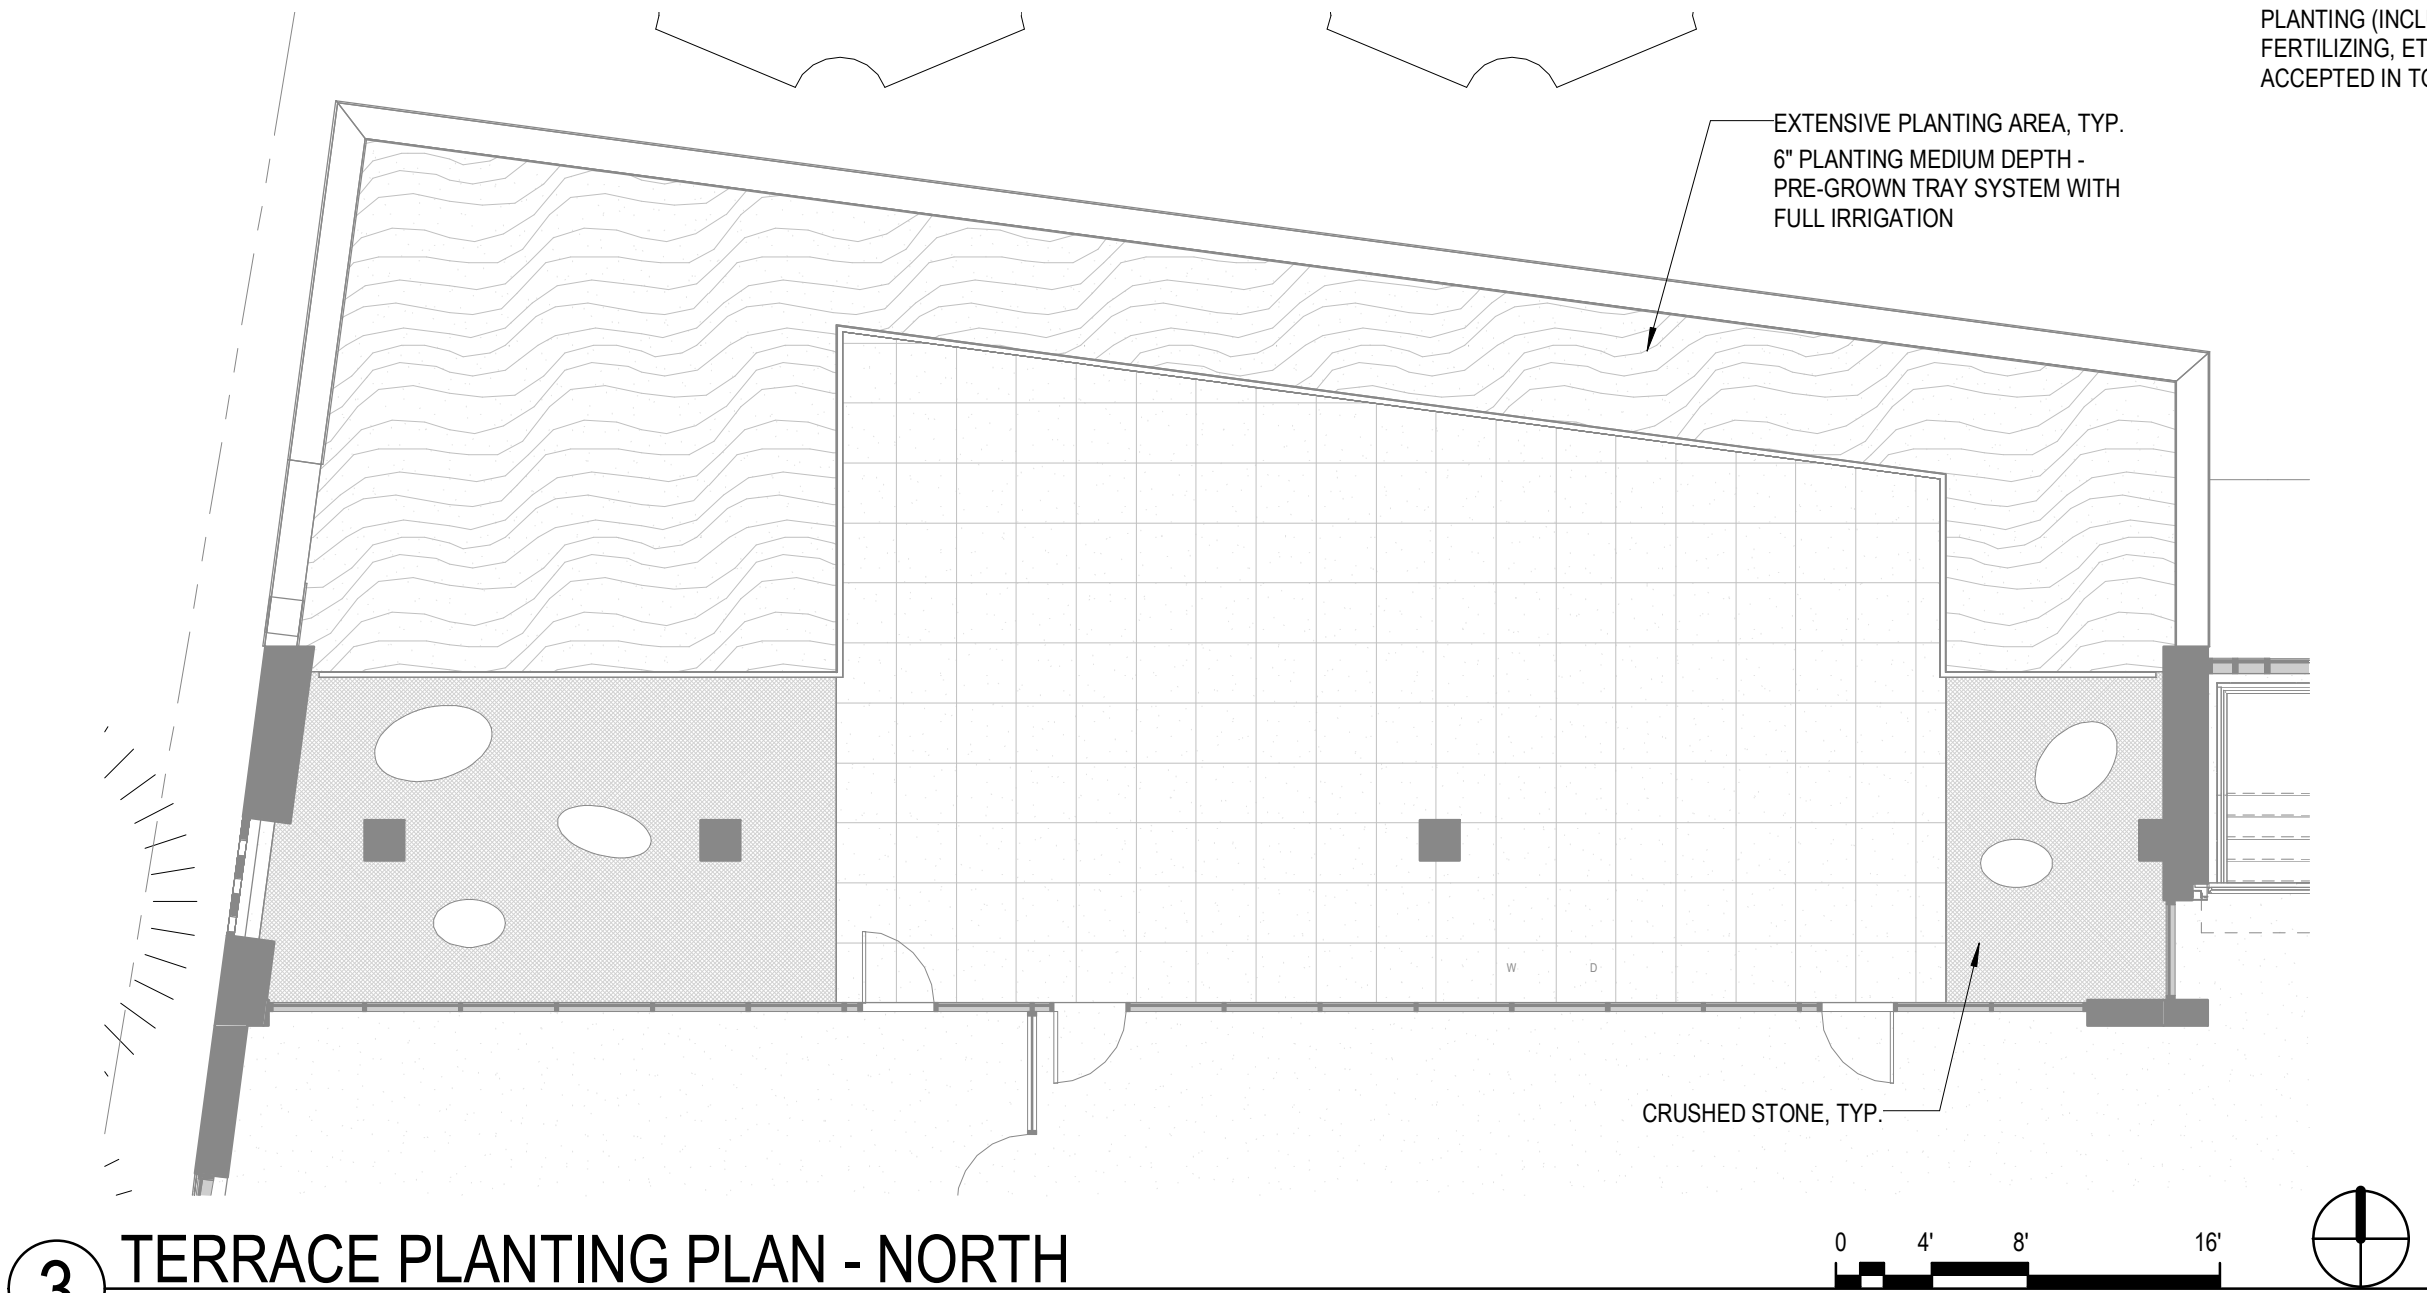 PLANTING (INCL
FERTILIZING, ET
ACCEPTED IN TO
EXTENSIVE PLANTING AREA, TYP.
6" PLANTING MEDIUM DEPTH -
PRE-GROWN TRAY SYSTEM WITH
FULL IRRIGATION
W D
CRUSHED STONE, TYP.
3 TERRACE PLANTING PLAN - NORTH
0 4' 8' 16'